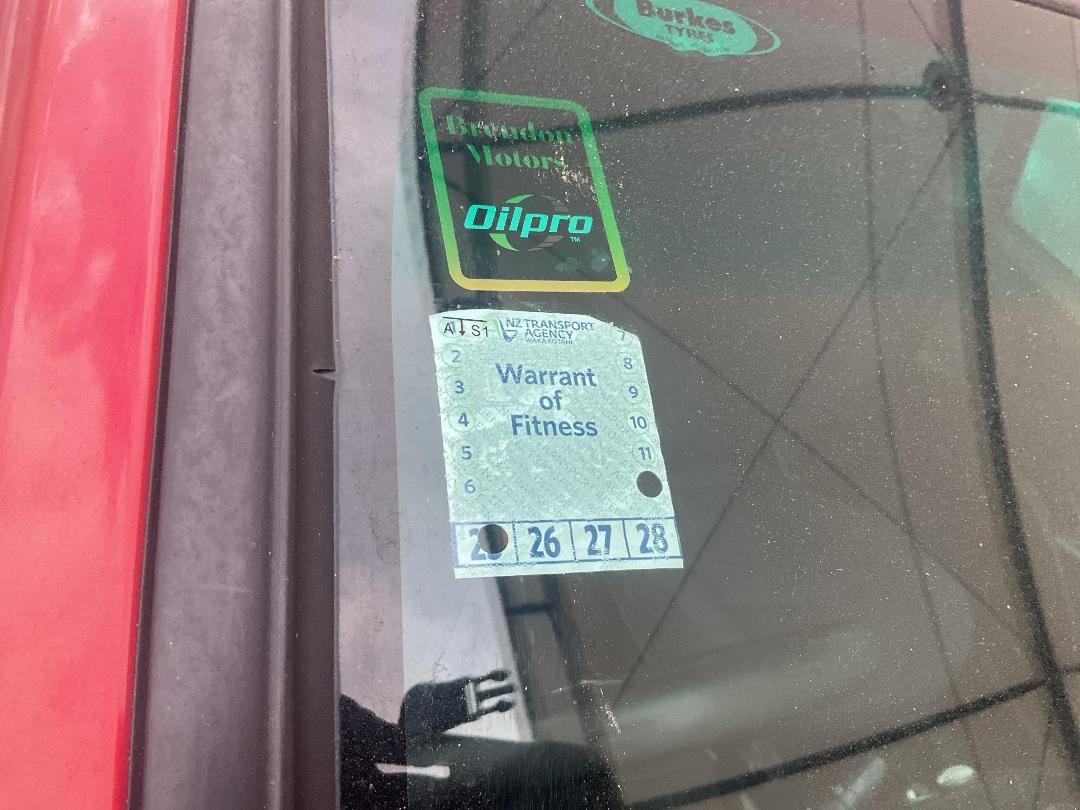 Burkes
TYRES
Brendon
Motors
Oilpro
TM
A↓S1
NZ TRANSPORT
AGENCY
WAKA KOTAHI
Warrant
of
Fitness
2
3
4
5
6
7
8
9
10
11
26
27
28